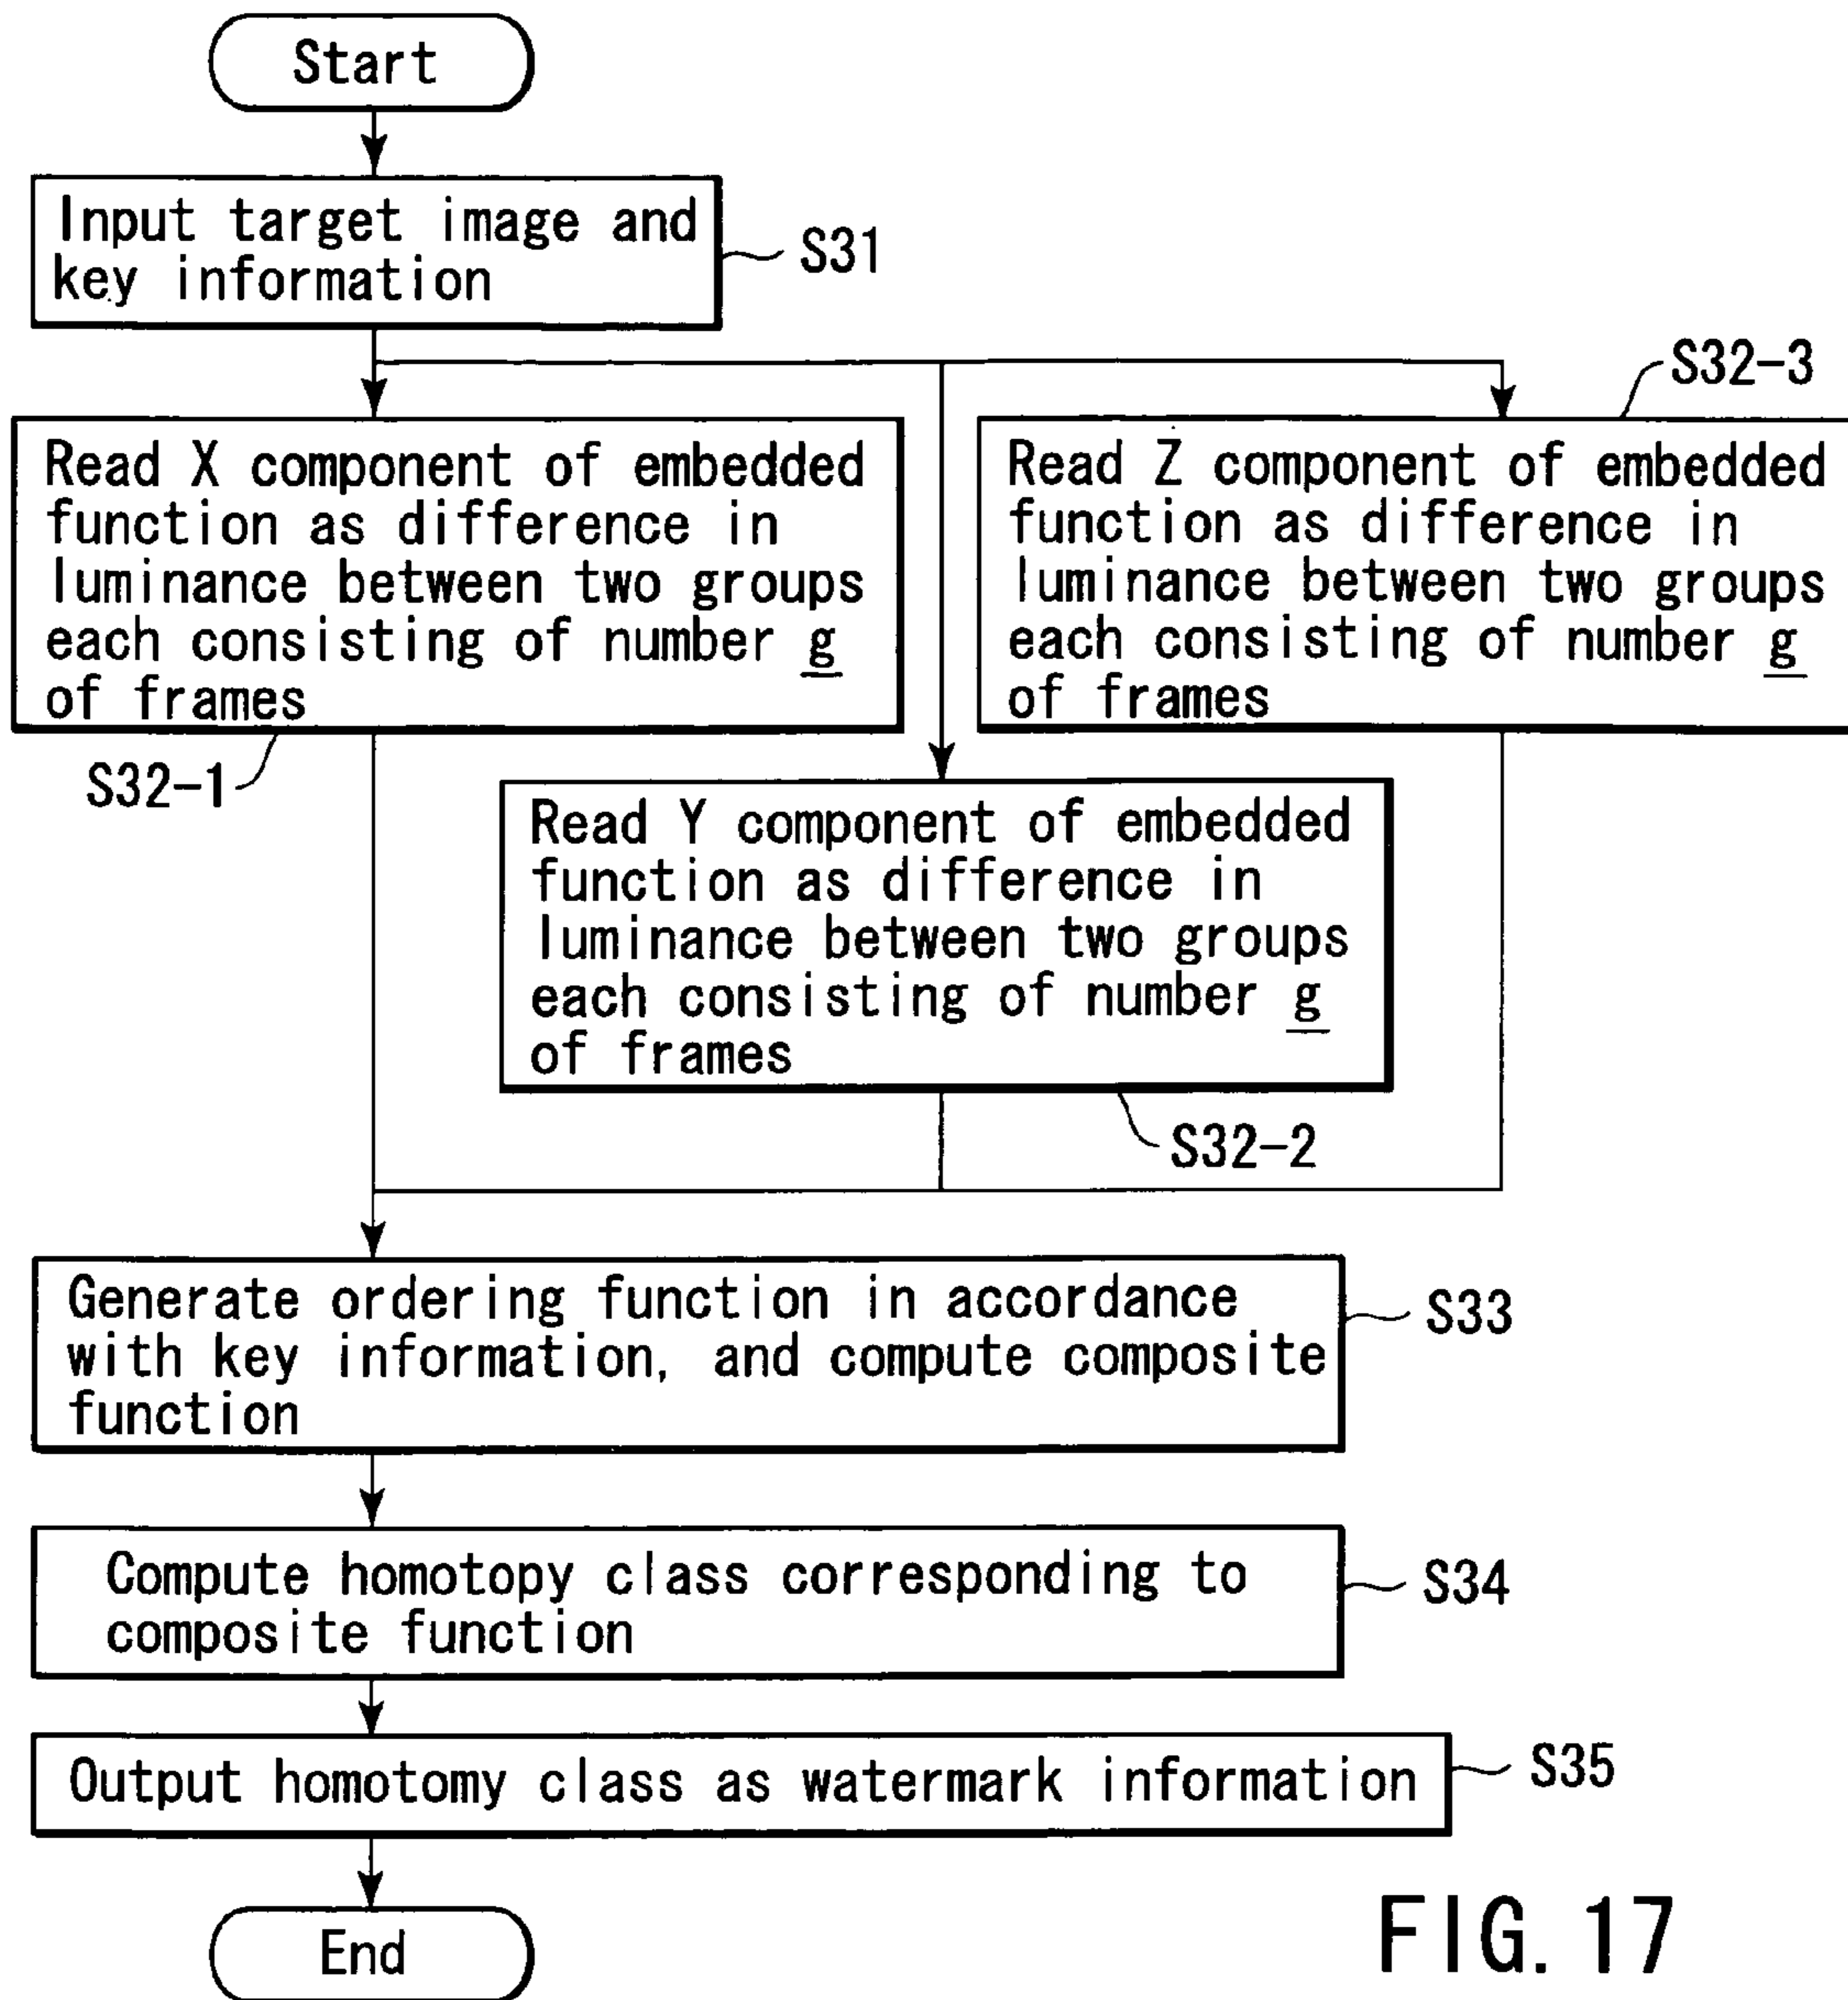 Start
Input target image and
key information
S31
S32-3
Read X component of embedded
function as difference in
luminance between two groups
each consisting of number g
of frames
S32-1
Read Z component of embedded
function as difference in
luminance between two groups
each consisting of number g
of frames
Read Y component of embedded
function as difference in
luminance between two groups
each consisting of number g
of frames
S32-2
Generate ordering function in accordance
with key information, and compute composite
function
S33
Compute homotopy class corresponding to
composite function
S34
Output homotomy class as watermark information
S35
End
FIG. 17